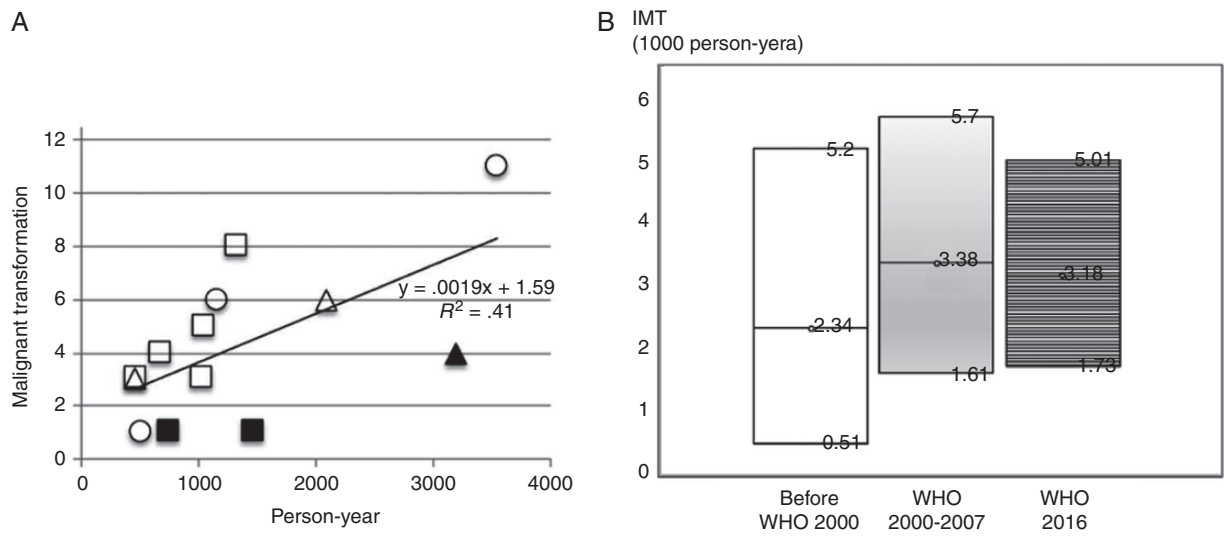 A
Malignant transformation
12
10
8
6
4
2
0
0 1000 2000 3000 4000
Person-year
y = .0019x + 1.59
R² = .41
B
IMT
(1000 person-yera)
6
5
4
3
2
1
0
5.2
2.34
0.51
5.7
3.38
1.61
5.01
3.18
1.73
Before
WHO 2000
WHO
2000-2007
WHO
2016